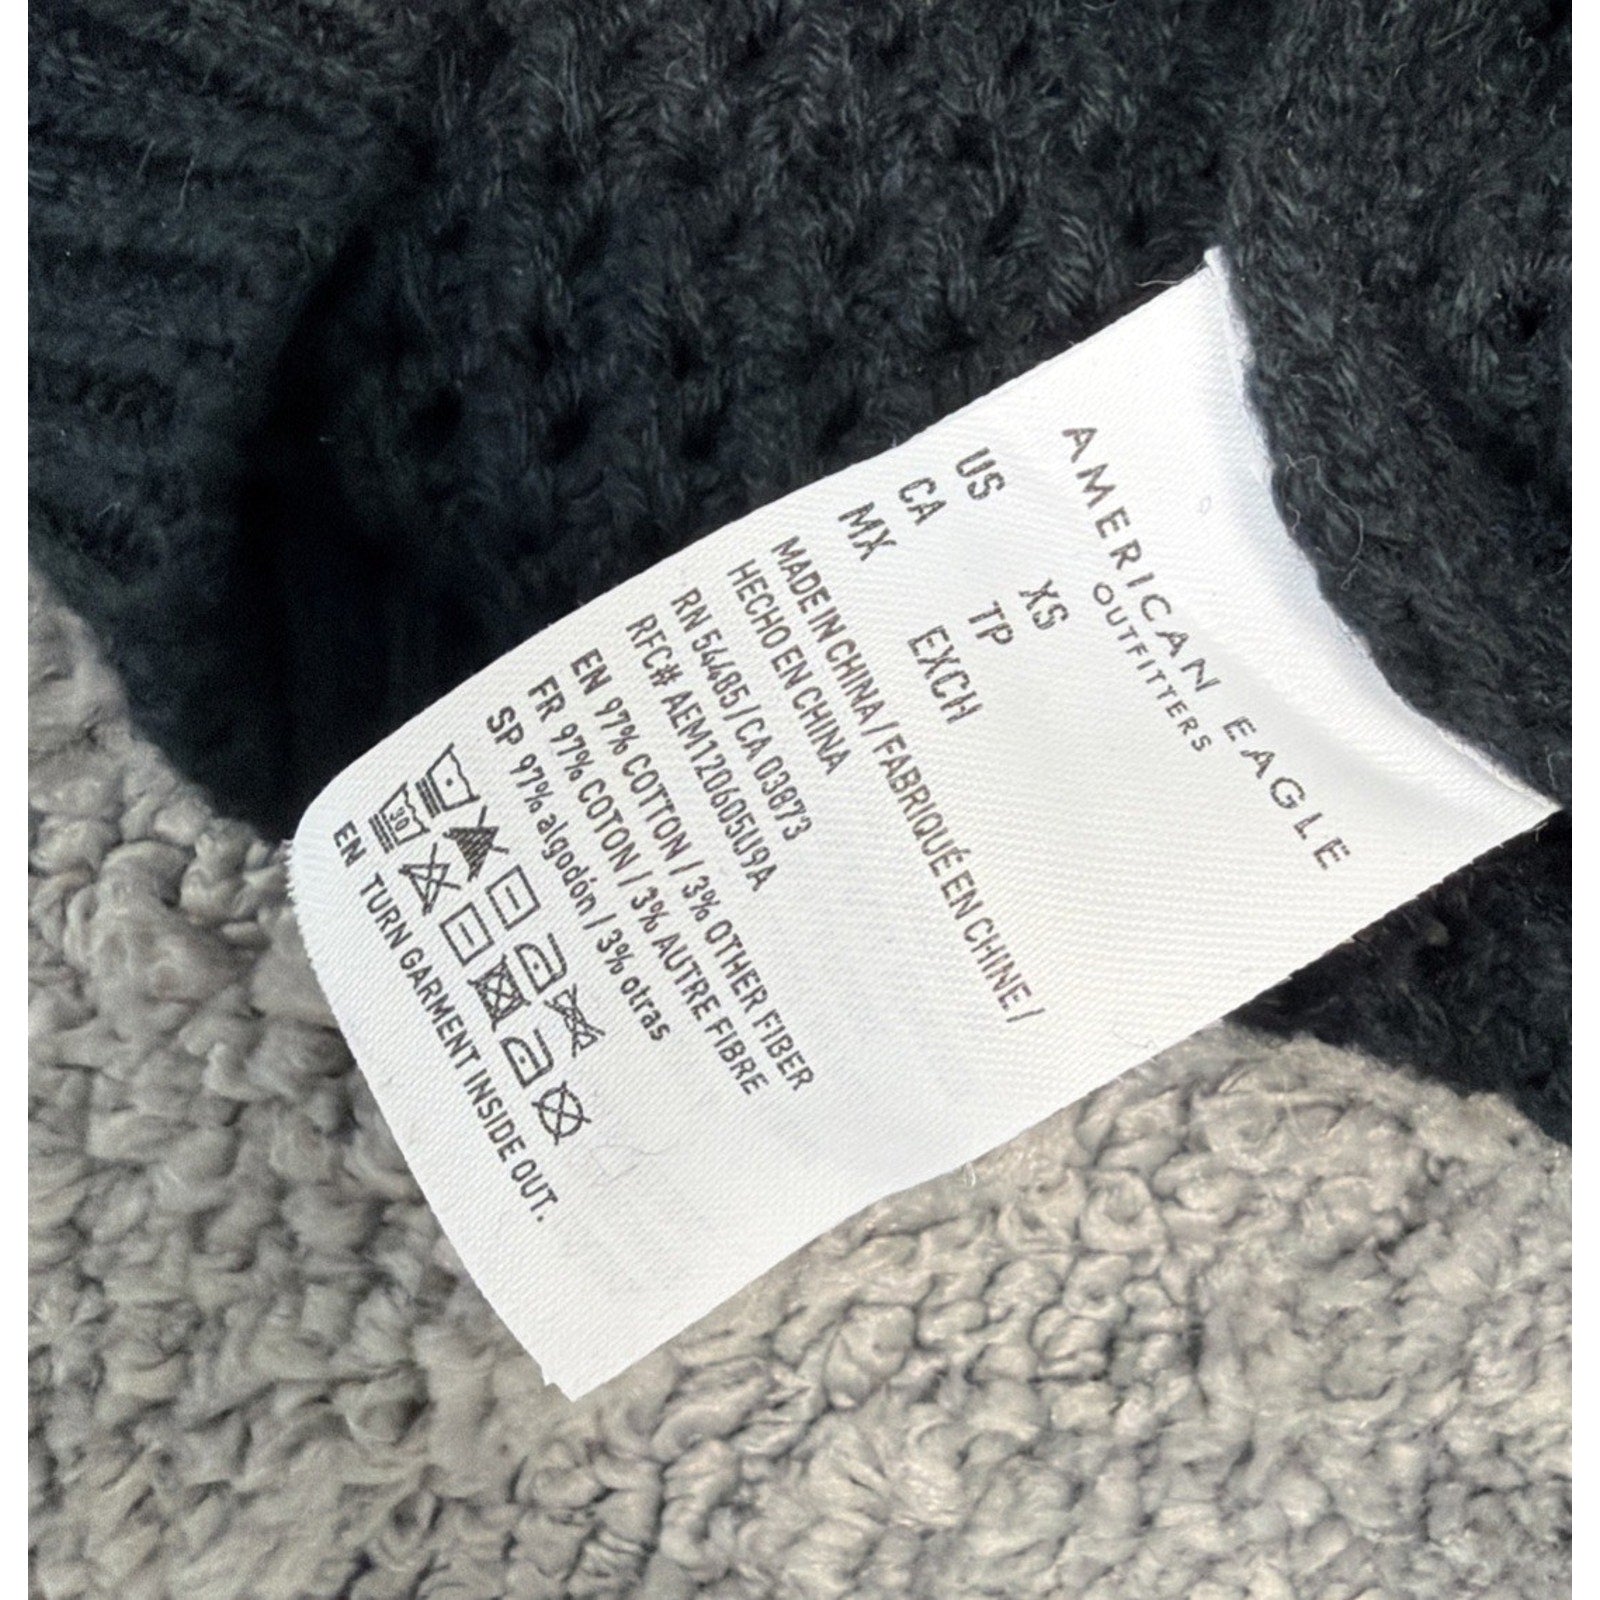 AMERICAN EAGLE
OUTFITTERS
US XS
CA TP
MX EXCH
MADE IN CHINA / FABRIQUÉ EN CHINE /
HECHO EN CHINA
RN 54485 / CA 03873
RFC# AEM120605U9A
EN 97% COTTON / 3% OTHER FIBER
FR 97% COTON / 3% AUTRE FIBRE
SP 97% algodón / 3% otras
30
EN TURN GARMENT INSIDE OUT.